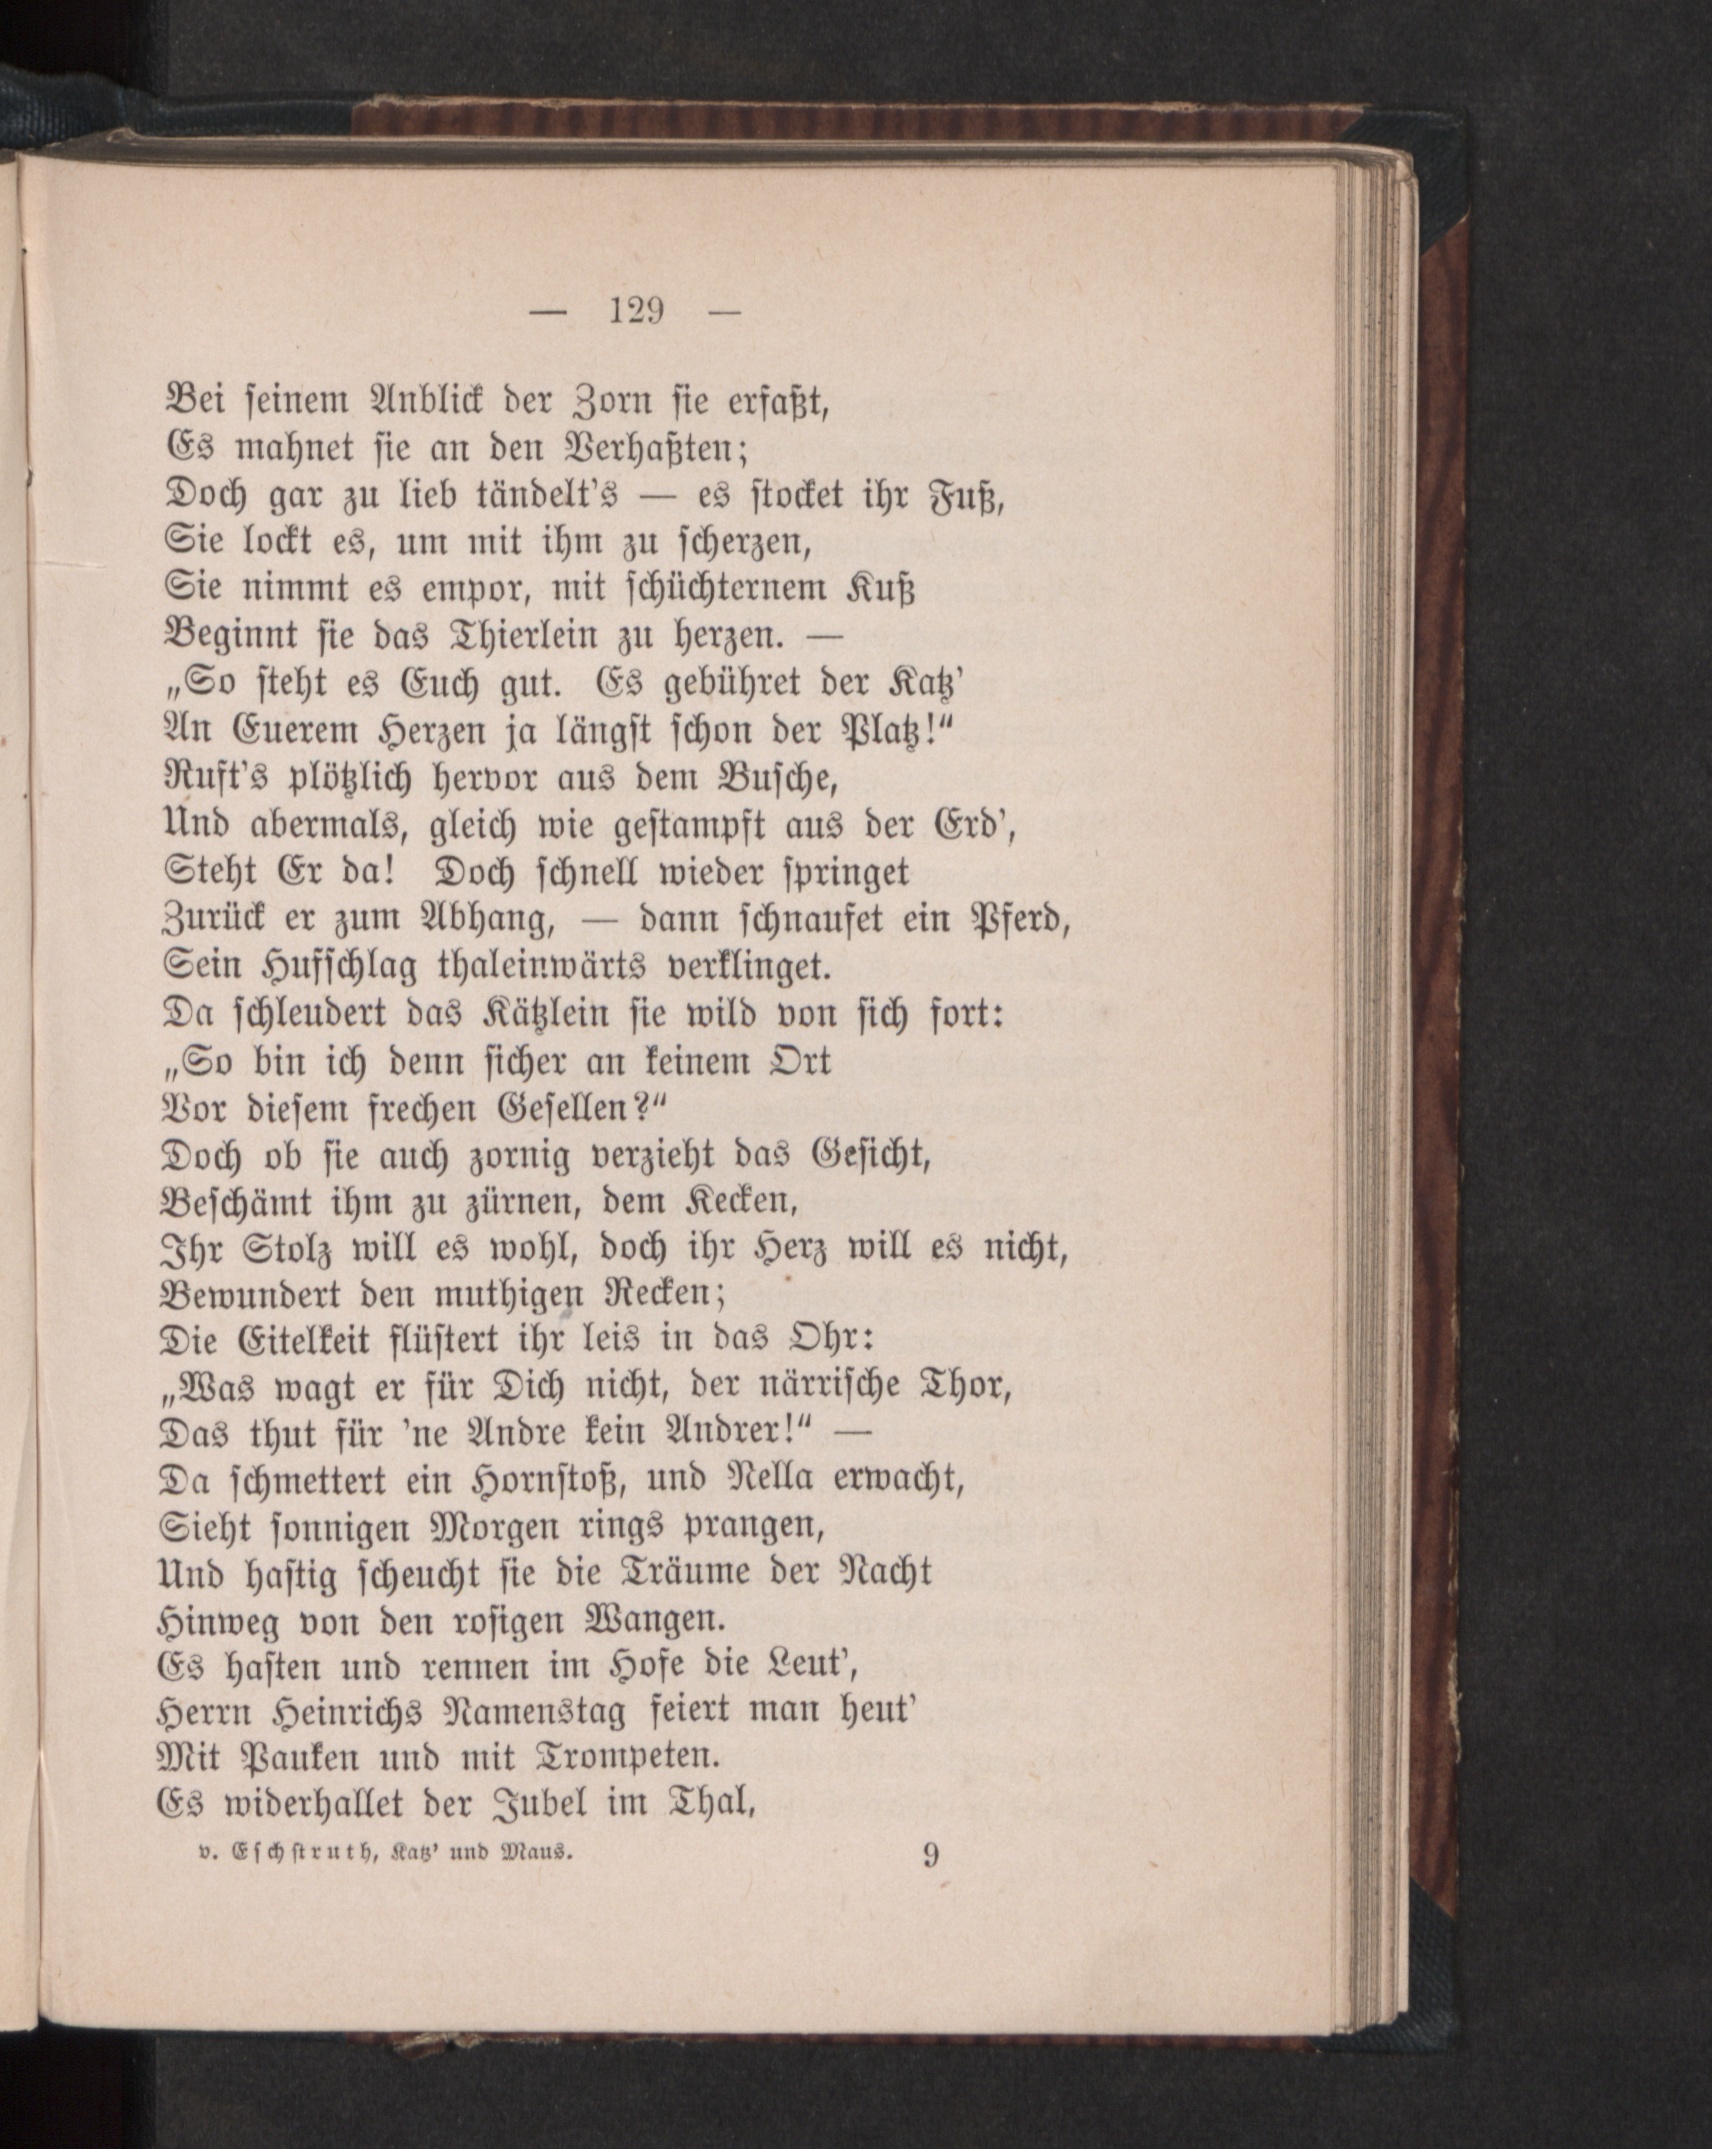 — 129 —
Bei seinem Anblick der Zorn sie erfaßt,
Es mahnet sie an den Verhaßten;
Doch gar zu lieb tändelt's — es stocket ihr Fuß,
Sie lockt es, um mit ihm zu scherzen,
Sie nimmt es empor, mit schüchternem Kuß
Beginnt sie das Thierlein zu herzen. —
„So steht es Euch gut. Es gebühret der Katz'
An Euerem Herzen ja längst schon der Platz!“
Ruft's plötzlich hervor aus dem Busche,
Und abermals, gleich wie gestampft aus der Erd',
Steht Er da! Doch schnell wieder springet
Zurück er zum Abhang, — dann schnaufet ein Pferd,
Sein Hufschlag thaleinwärts verklinget.
Da schleudert das Kätzlein sie wild von sich fort:
„So bin ich denn sicher an keinem Ort
Vor diesem frechen Gesellen?“
Doch ob sie auch zornig verzieht das Gesicht,
Beschämt ihm zu zürnen, dem Kecken,
Ihr Stolz will es wohl, doch ihr Herz will es nicht,
Bewundert den muthigen Recken;
Die Eitelkeit flüstert ihr leis in das Ohr:
„Was wagt er für Dich nicht, der närrische Thor,
Das thut für 'ne Andre kein Andrer!“ —
Da schmettert ein Hornstoß, und Nella erwacht,
Sieht sonnigen Morgen rings prangen,
Und hastig scheucht sie die Träume der Nacht
Hinweg von den rosigen Wangen.
Es hasten und rennen im Hofe die Leut',
Herrn Heinrichs Namenstag feiert man heut'
Mit Pauken und mit Trompeten.
Es widerhallet der Jubel im Thal,
v. Eschstruth, Katz' und Maus. 9